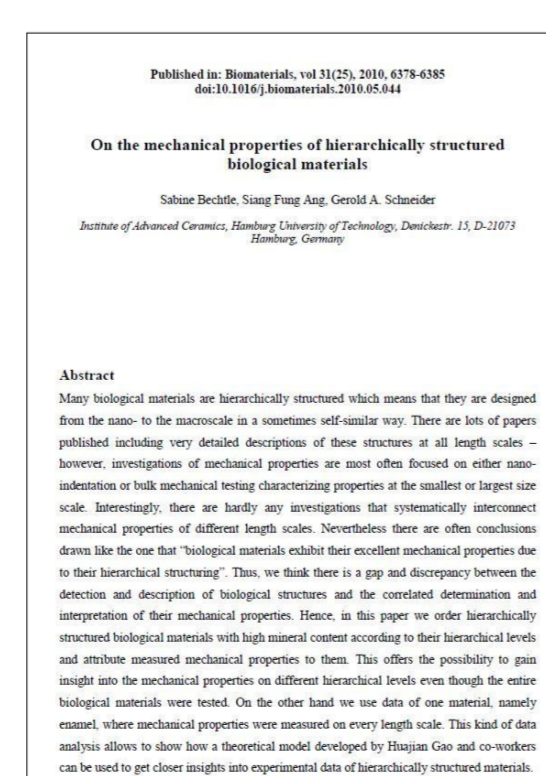 Published in: Biomaterials, vol 31(25), 2010, 6378-6385
doi:10.1016/j.biomaterials.2010.05.044
On the mechanical properties of hierarchically structured
biological materials
Sabine Bechtle, Siang Fung Ang, Gerold A. Schneider
Institute of Advanced Ceramics, Hamburg University of Technology, Denickestr. 15, D-21073
Hamburg, Germany
Abstract
Many biological materials are hierarchically structured which means that they are designed
from the nano- to the macroscale in a sometimes self-similar way. There are lots of papers
published including very detailed descriptions of these structures at all length scales –
however, investigations of mechanical properties are most often focused on either nano-
indentation or bulk mechanical testing characterizing properties at the smallest or largest size
scale. Interestingly, there are hardly any investigations that systematically interconnect
mechanical properties of different length scales. Nevertheless there are often conclusions
drawn like the one that “biological materials exhibit their excellent mechanical properties due
to their hierarchical structuring”. Thus, we think there is a gap and discrepancy between the
detection and description of biological structures and the correlated determination and
interpretation of their mechanical properties. Hence, in this paper we order hierarchically
structured biological materials with high mineral content according to their hierarchical levels
and attribute measured mechanical properties to them. This offers the possibility to gain
insight into the mechanical properties on different hierarchical levels even though the entire
biological materials were tested. On the other hand we use data of one material, namely
enamel, where mechanical properties were measured on every length scale. This kind of data
analysis allows to show how a theoretical model developed by Huajian Gao and co-workers
can be used to get closer insights into experimental data of hierarchically structured materials.